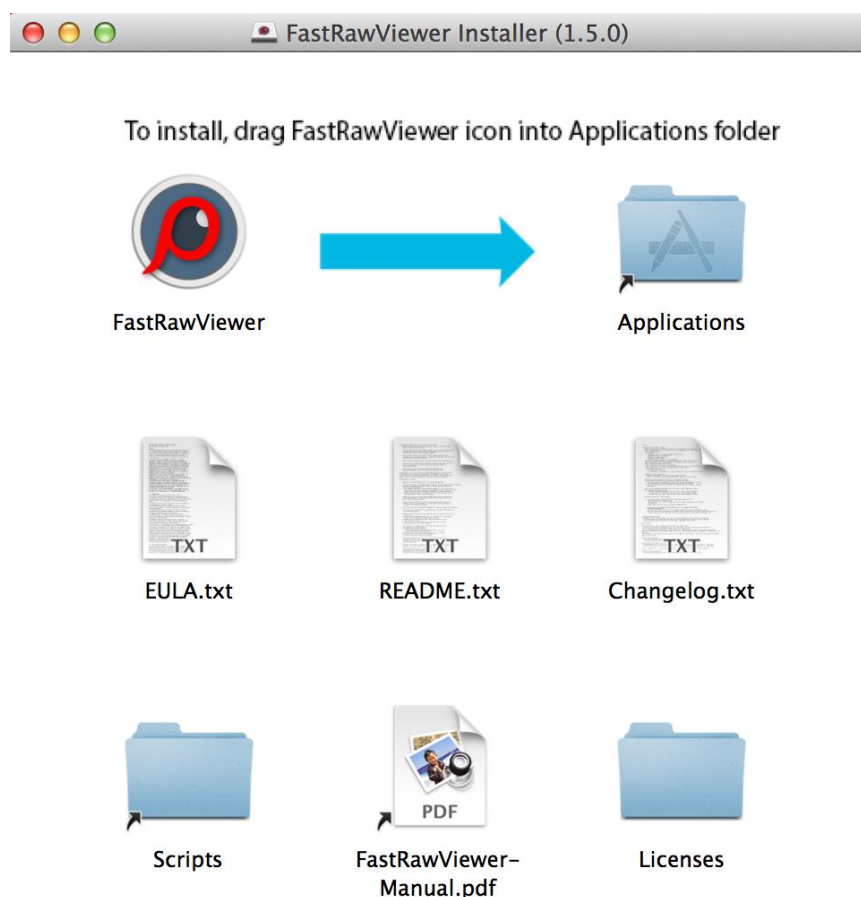 FastRawViewer Installer (1.5.0)
To install, drag FastRawViewer icon into Applications folder
FastRawViewer
Applications
TXT
TXT
TXT
EULA.txt
README.txt
Changelog.txt
PDF
Scripts
FastRawViewer-
Manual.pdf
Licenses